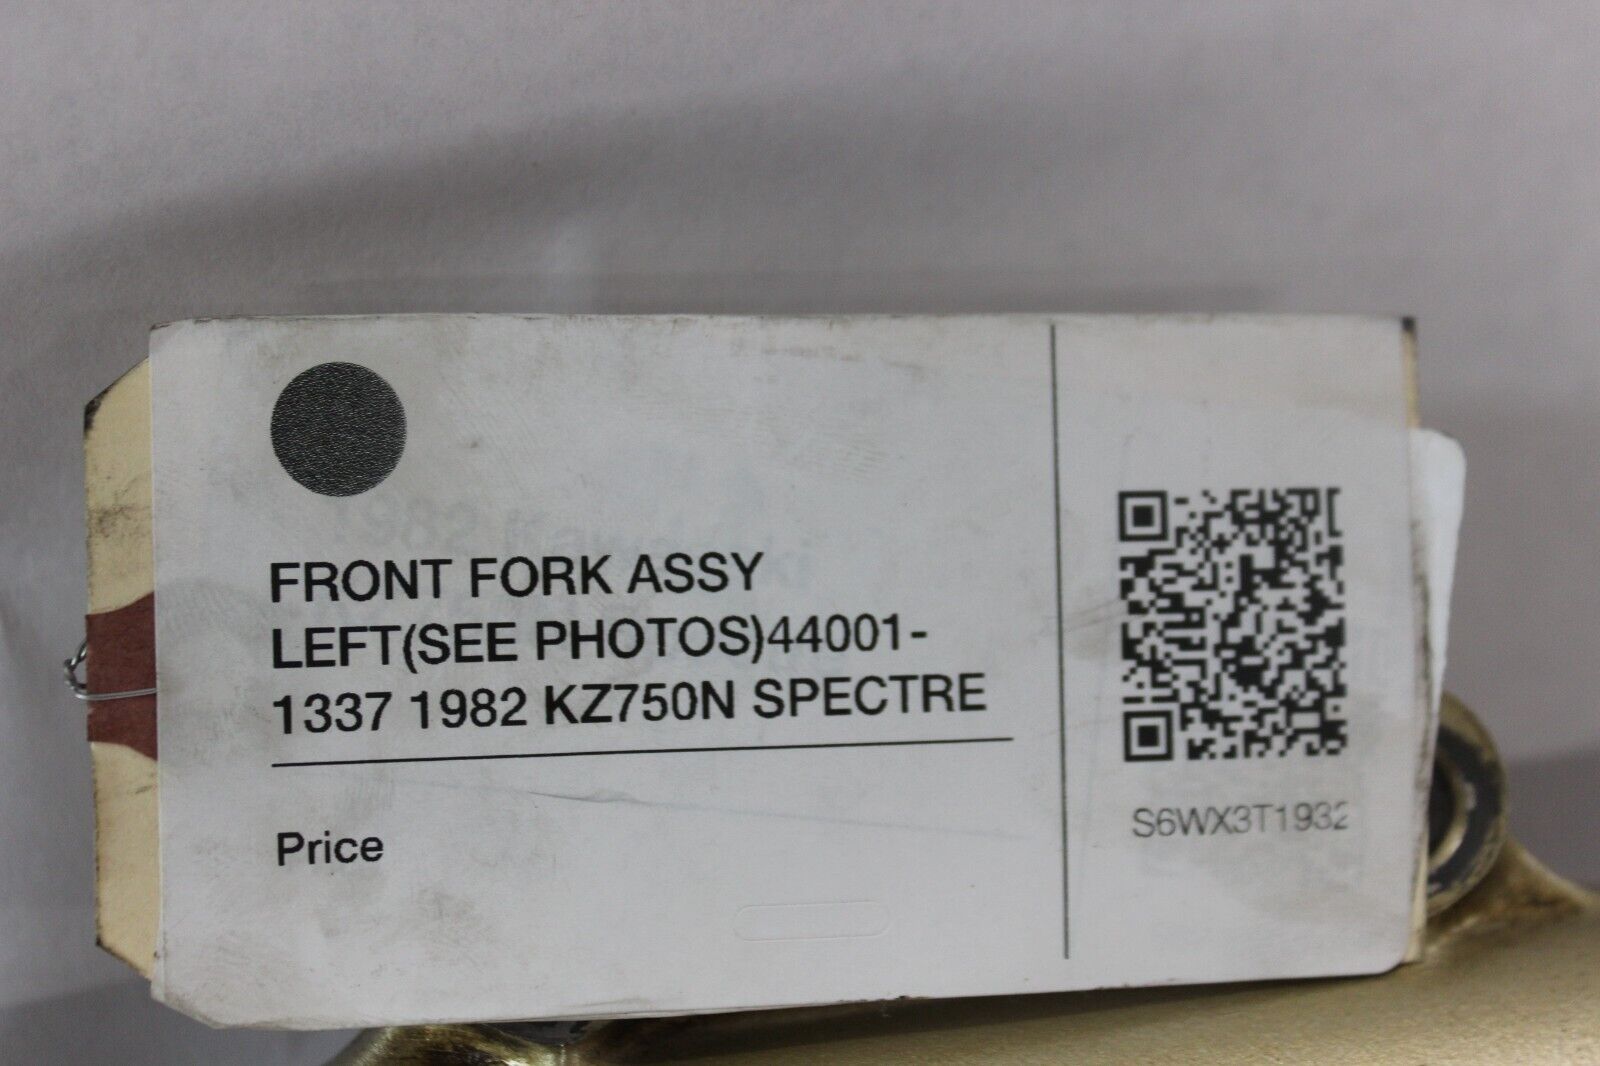 FRONT FORK ASSY
LEFT(SEE PHOTOS)44001-
1337 1982 KZ750N SPECTRE
Price
S6WX3T1932